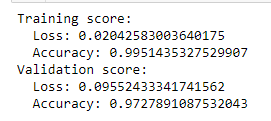 Training score:
Loss: 0.02042583003640175
Accuracy: 0.9951435327529907
Validation score:
Loss: 0.09552433341741562
Accuracy: 0.9727891087532043